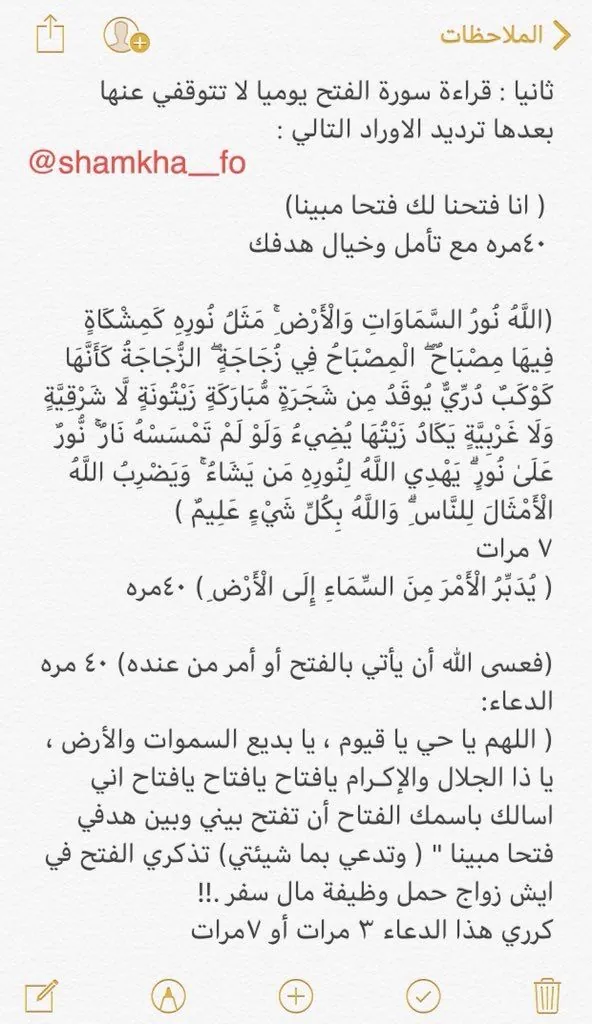 الملاحظات
ثانيا : قراءة سورة الفتح يوميا لا تتوقفي عنها
بعدها ترديد الاوراد التالي :
@shamkha__fo
( انا فتحنا لك فتحا مبينا)
٤٠مره مع تأمل وخيال هدفك
(اللَّهُ نُورُ السَّمَاوَاتِ وَالْأَرْضِ ۚ مَثَلُ نُورِهِ كَمِشْكَاةٍ
فِيهَا مِصْبَاحٌ ۖ الْمِصْبَاحُ فِي زُجَاجَةٍ ۖ الزُّجَاجَةُ كَأَنَّهَا
كَوْكَبٌ دُرِّيٌّ يُوقَدُ مِن شَجَرَةٍ مُّبَارَكَةٍ زَيْتُونَةٍ لَّا شَرْقِيَّةٍ
وَلَا غَرْبِيَّةٍ يَكَادُ زَيْتُهَا يُضِيءُ وَلَوْ لَمْ تَمْسَسْهُ نَارٌ ۚ نُّورٌ
عَلَىٰ نُورٍ ۗ يَهْدِي اللَّهُ لِنُورِهِ مَن يَشَاءُ ۚ وَيَضْرِبُ اللَّهُ
الْأَمْثَالَ لِلنَّاسِ ۗ وَاللَّهُ بِكُلِّ شَيْءٍ عَلِيمٌ )
٧ مرات
( يُدَبِّرُ الْأَمْرَ مِنَ السَّمَاءِ إِلَى الْأَرْضِ ) ٤٠مره
(فعسى الله أن يأتي بالفتح أو أمر من عنده) ٤٠ مره
الدعاء:
( اللهم يا حي يا قيوم ، يا بديع السموات والأرض ،
يا ذا الجلال والإكـرام يافتاح يافتاح يافتاح اني
اسالك باسمك الفتاح أن تفتح بيني وبين هدفي
فتحا مبينا " ( وتدعي بما شيئتي) تذكري الفتح في
ايش زواج حمل وظيفة مال سفر .!!
كرري هذا الدعاء ٣ مرات أو ٧مرات